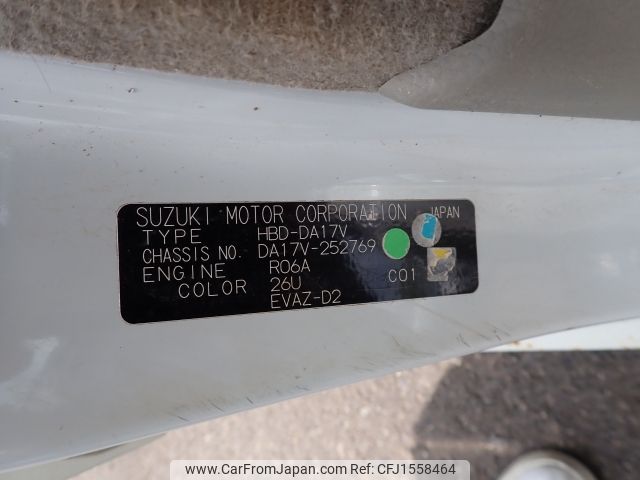 SUZUKI MOTOR CORPORATION JAPAN
TYPE HBD-DA17V
CHASSIS NO. DA17V-252769
ENGINE R06A
COLOR 26U C01
EVAZ-D2
www.CarFromJapan.com - CFJ1558464